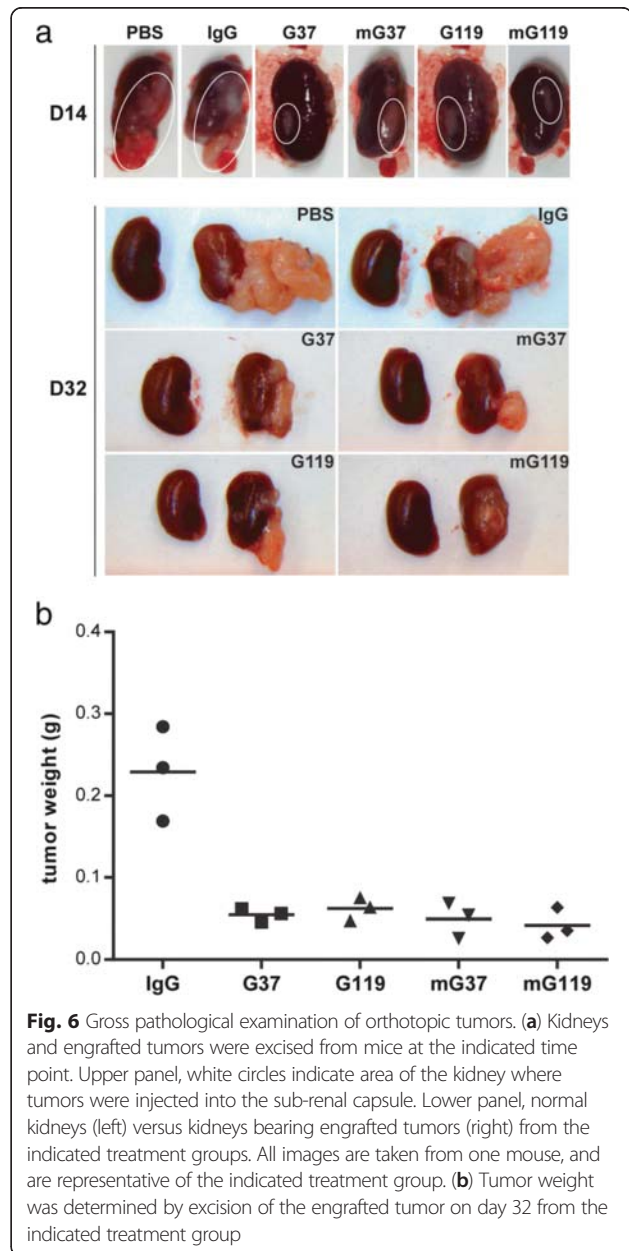 a
PBS IgG G37 mG37 G119 mG119
D14
PBS IgG
G37 mG37
D32
G119 mG119
b
0.4
0.3
0.2
0.1
0.0
tumor weight (g)
IgG G37 G119 mG37 mG119
Fig. 6 Gross pathological examination of orthotopic tumors. (a) Kidneys
and engrafted tumors were excised from mice at the indicated time
point. Upper panel, white circles indicate area of the kidney where
tumors were injected into the sub-renal capsule. Lower panel, normal
kidneys (left) versus kidneys bearing engrafted tumors (right) from the
indicated treatment groups. All images are taken from one mouse, and
are representative of the indicated treatment group. (b) Tumor weight
was determined by excision of the engrafted tumor on day 32 from the
indicated treatment group